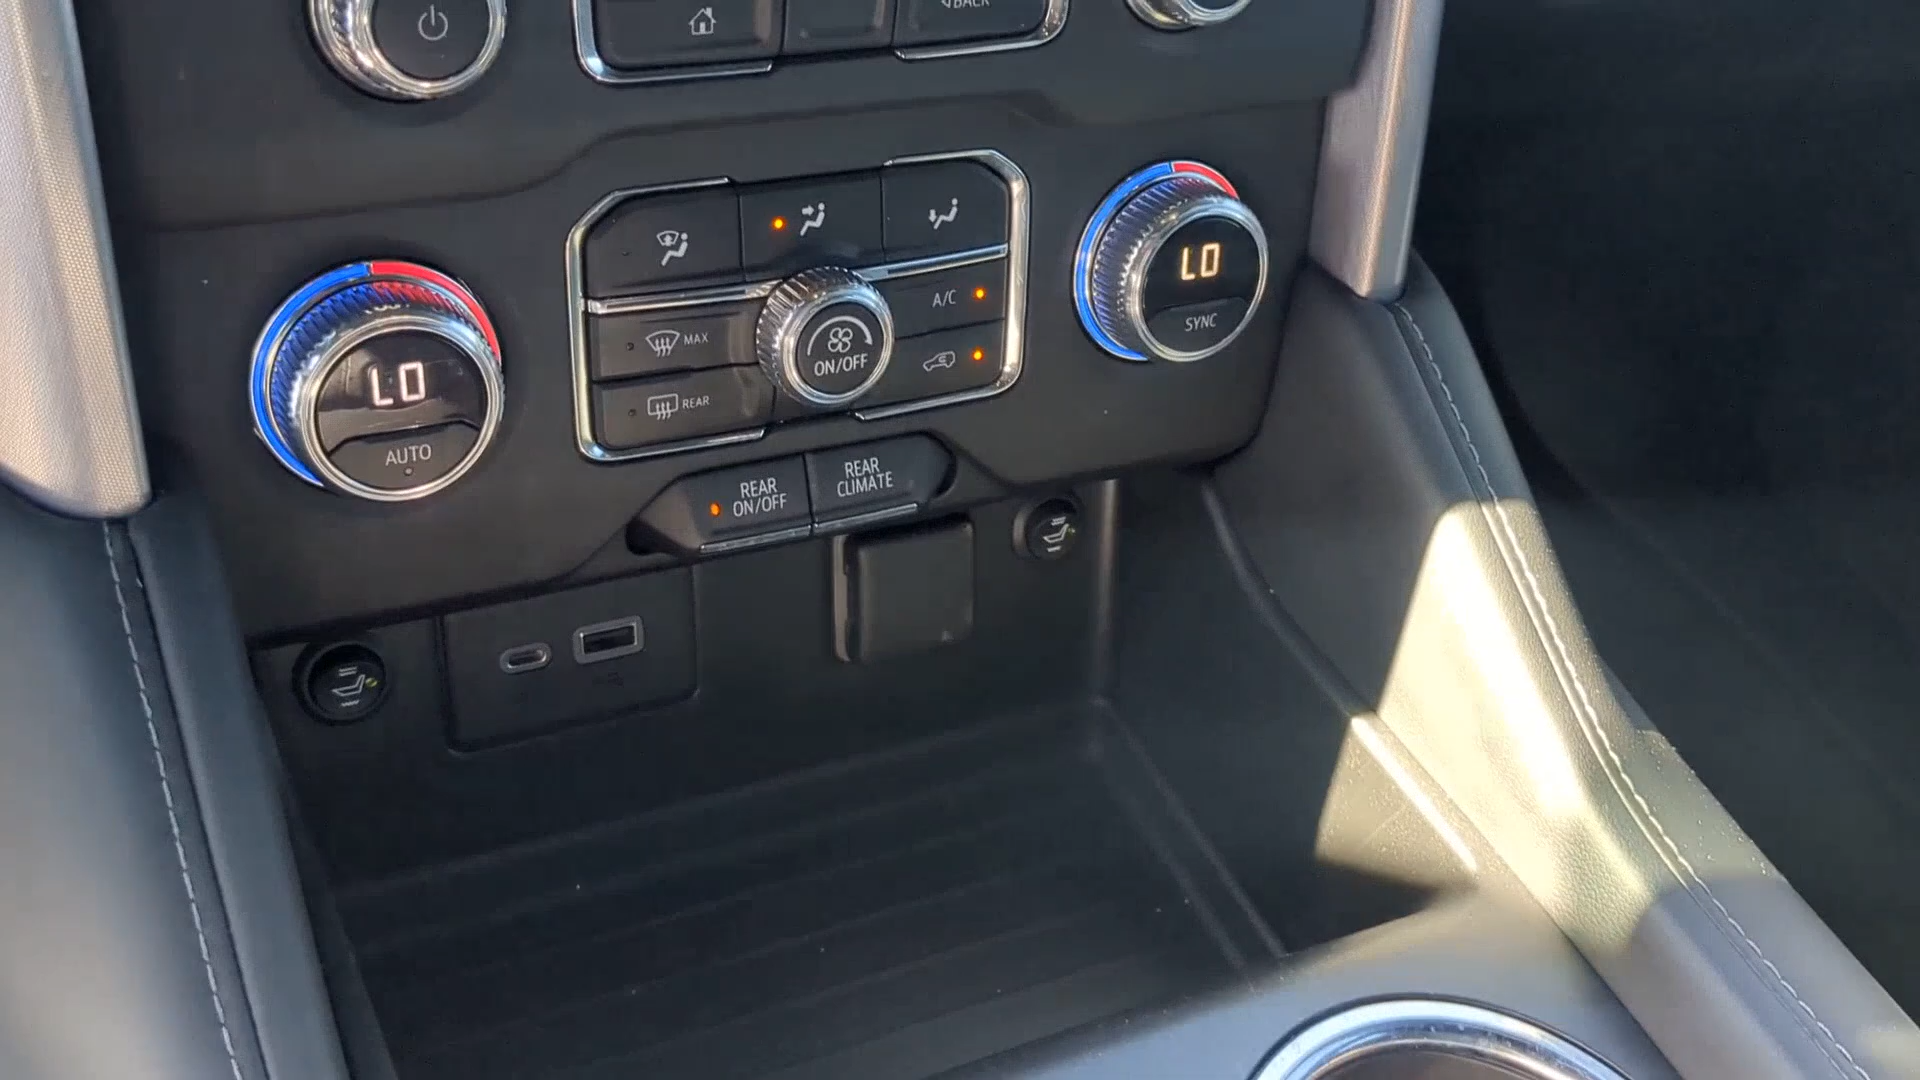 BACK
LO
AUTO
MAX
REAR
ON/OFF
A/C
LO
SYNC
REAR
ON/OFF
REAR
CLIMATE